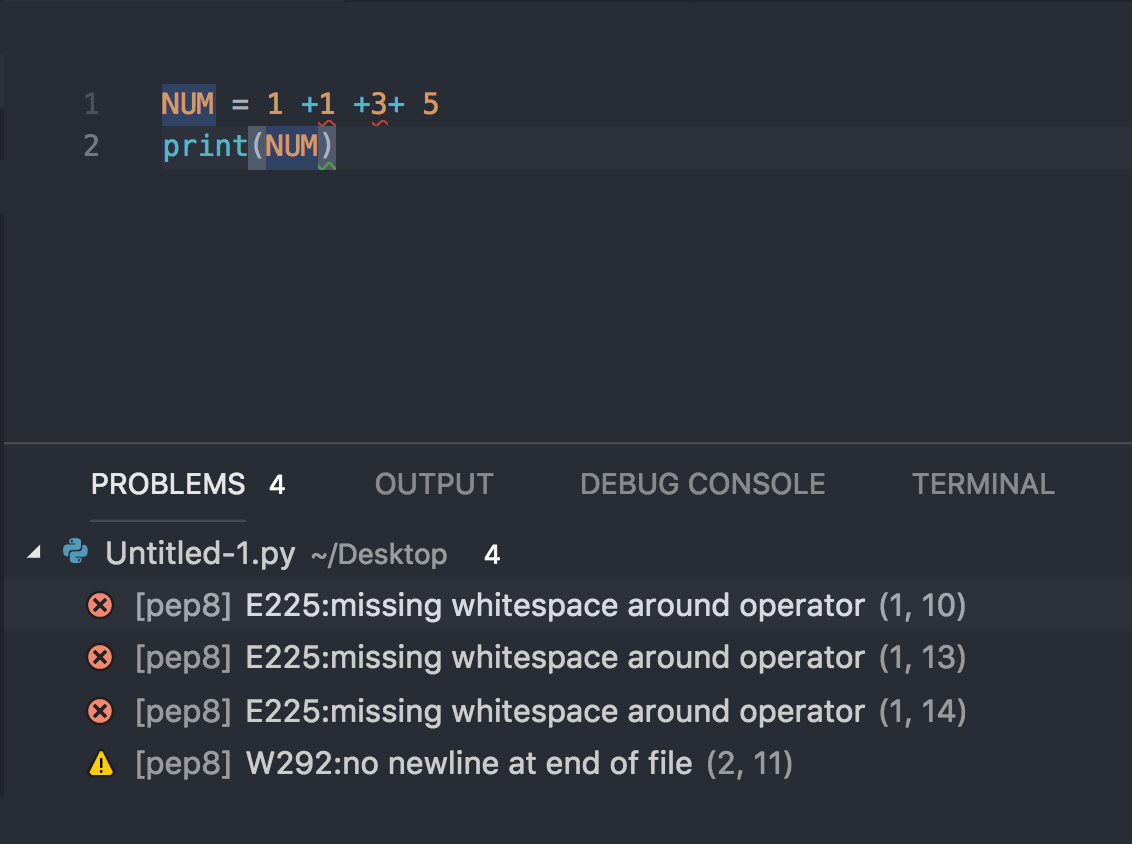 1 NUM = 1 +1 +3+ 5
2 print(NUM)
PROBLEMS 4 OUTPUT DEBUG CONSOLE TERMINAL
Untitled-1.py ~/Desktop 4
[pep8] E225:missing whitespace around operator (1, 10)
[pep8] E225:missing whitespace around operator (1, 13)
[pep8] E225:missing whitespace around operator (1, 14)
[pep8] W292:no newline at end of file (2, 11)